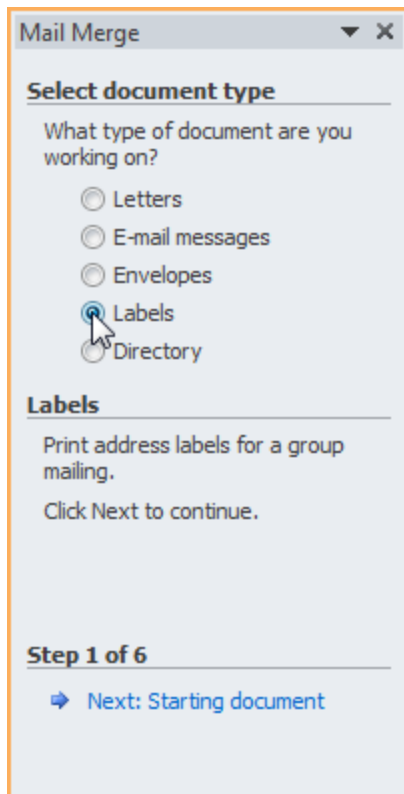 Mail Merge
Select document type
What type of document are you
working on?
Letters
E-mail messages
Envelopes
Labels
Directory
Labels
Print address labels for a group
mailing.
Click Next to continue.
Step 1 of 6
Next: Starting document